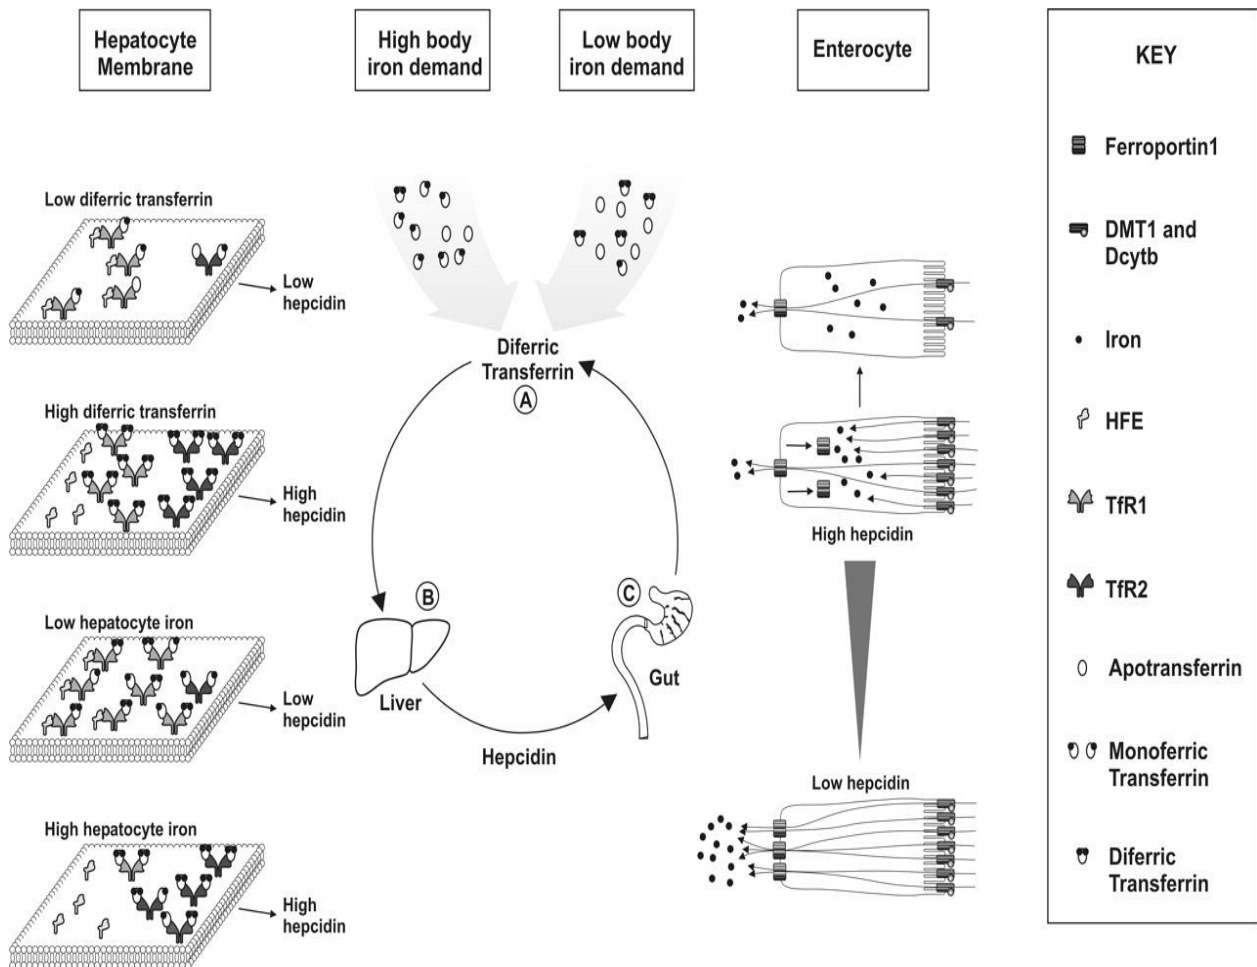 Hepatocyte
Membrane
High body
iron demand
Low body
iron demand
Enterocyte
Low diferric transferrin
Low
hepcidin
High diferric transferrin
High
hepcidin
Low hepatocyte iron
Low
hepcidin
High hepatocyte iron
High
hepcidin
Diferric
Transferrin
A
B
Liver
Hepcidin
C
Gut
High hepcidin
Low hepcidin
KEY
Ferroportin1
DMT1 and
Dcytb
Iron
HFE
TfR1
TfR2
Apotransferrin
Monoferric
Transferrin
Diferric
Transferrin